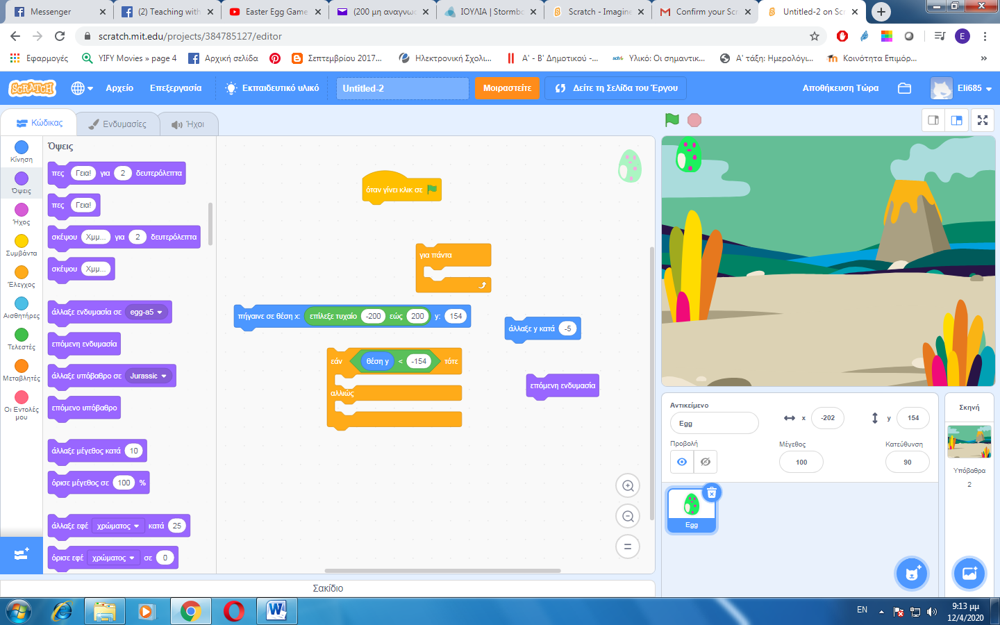 Messenger
(2) Teaching with
Easter Egg Game
(200 μη αναγνωσ
ΙΟΥΛΙΑ | Stormbo
Scratch - Imagine
Confirm your Scr
Untitled-2 on Scr
scratch.mit.edu/projects/384785127/editor
E
Εφαρμογές
YIFY Movies » page 4
Αρχική σελίδα
Σεπτεμβρίου 2017...
Ηλεκτρονική Σχολι...
Α' - Β' Δημοτικού -...
Υλικό: Οι σημαντικ...
Α' τάξη: Ημερολόγι...
Κοινότητα Επιμόρ...
»
SCRATCH
Αρχείο
Επεξεργασία
Εκπαιδευτικό υλικό
Untitled-2
Μοιραστείτε
Δείτε τη Σελίδα του Έργου
Αποθήκευση Τώρα
Eli685
Κώδικας
Ενδυμασίες
Ήχοι
Κίνηση
Όψεις
Ήχος
Συμβάντα
Έλεγχος
Αισθητήρες
Τελεστές
Μεταβλητές
Οι Εντολές
μου
Όψεις
πες Γεια! για 2 δευτερόλεπτα
πες Γεια!
σκέψου Χμμ... για 2 δευτερόλεπτα
σκέψου Χμμ...
άλλαξε ενδυμασία σε egg-a5
επόμενη ενδυμασία
άλλαξε υπόβαθρο σε Jurassic
επόμενο υπόβαθρο
άλλαξε μέγεθος κατά 10
όρισε μέγεθος σε 100 %
άλλαξε εφέ χρώματος κατά 25
όρισε εφέ χρώματος σε 0
όταν γίνει κλικ σε
για πάντα
πήγαινε σε θέση x: επίλεξε τυχαίο -200 εώς 200 y: 154
άλλαξε y κατά -5
εάν θέση y < -154 τότε
αλλιώς
επόμενη ενδυμασία
Σακίδιο
Αντικείμενο
Egg
x -202
y 154
Προβολή
Μέγεθος
100
Κατεύθυνση
90
Egg
Σκηνή
Υπόβαθρα
2
EN
9:13 μμ
12/4/2020